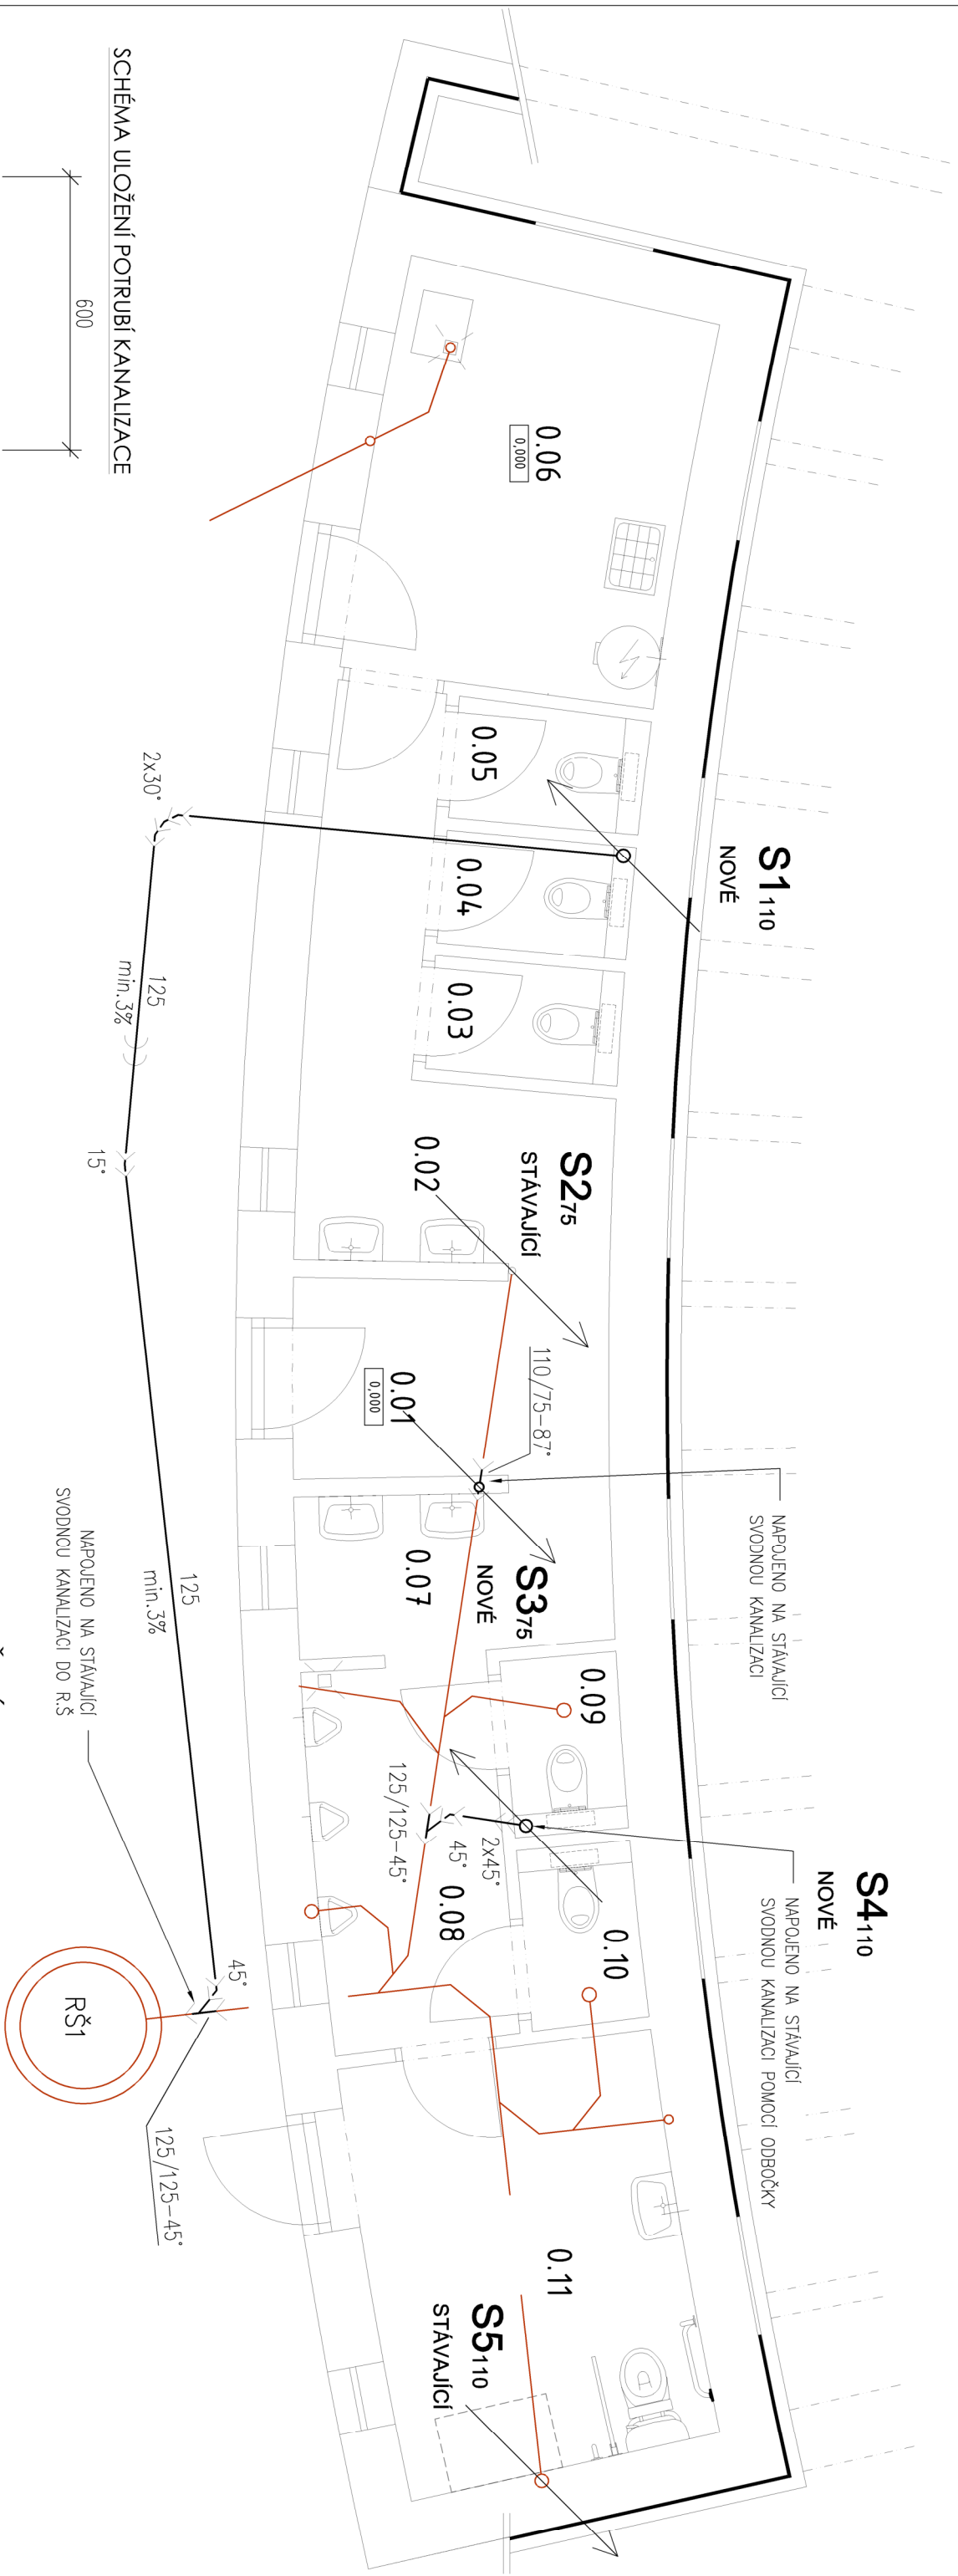 SCHÉMA ULOŽENÍ POTRUBÍ KANALIZACE
600
0.06
0,000
0.05
0.04
0.03
S1110
NOVÉ
2x30°
125
min.3%
15°
0.02
S275
STÁVAJÍCÍ
110/75–87°
0.01
0,000
NAPOJENO NA STÁVAJÍCÍ
SVODNOU KANALIZACI
S375
NOVÉ
0.07
125
min.3%
NAPOJENO NA STÁVAJÍCÍ
SVODNOU KANALIZACI DO R.Š
0.09
125/125–45°
45°
2x45°
0.08
0.10
S4110
NOVÉ
NAPOJENO NA STÁVAJÍCÍ
SVODNOU KANALIZACI POMOCÍ ODBOČKY
45°
RŠ1
125/125–45°
0.11
S5110
STÁVAJÍCÍ